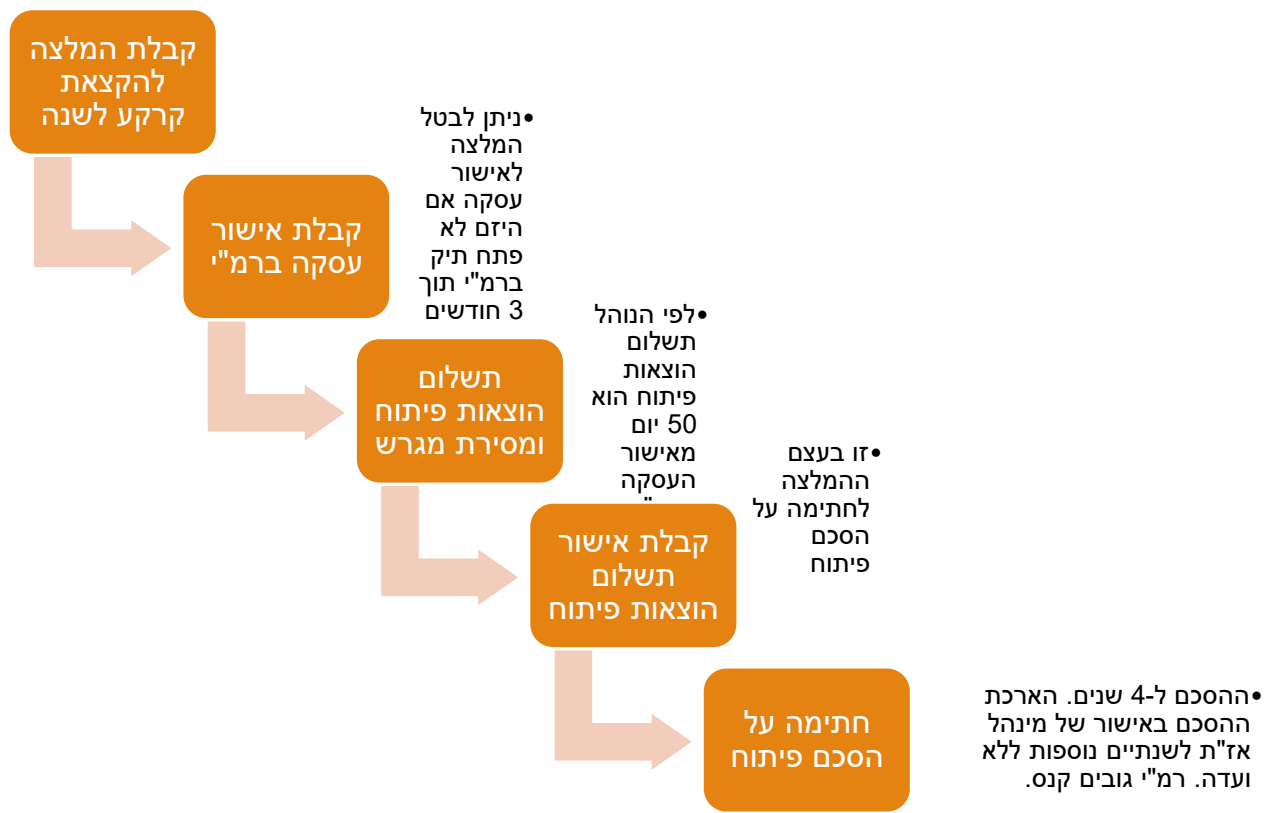 קבלת המלצה
להקצאת
קרקע לשנה
קבלת אישור
עסקה ברמ"י
•ניתן לבטל
המלצה
לאישור
עסקה אם
היזם לא
פתח תיק
ברמ"י תוך
3 חודשים
תשלום
הוצאות פיתוח
ומסירת מגרש
•לפי הנוהל
תשלום
הוצאות
פיתוח הוא
50 יום
מאישור
העסקה
קבלת אישור
תשלום
הוצאות פיתוח
•זו בעצם
ההמלצה
לחתימה על
הסכם
פיתוח
חתימה על
הסכם פיתוח
•ההסכם ל-4 שנים. הארכת
ההסכם באישור של מינהל
אז"ת לשנתיים נוספות ללא
ועדה. רמ"י גובים קנס.